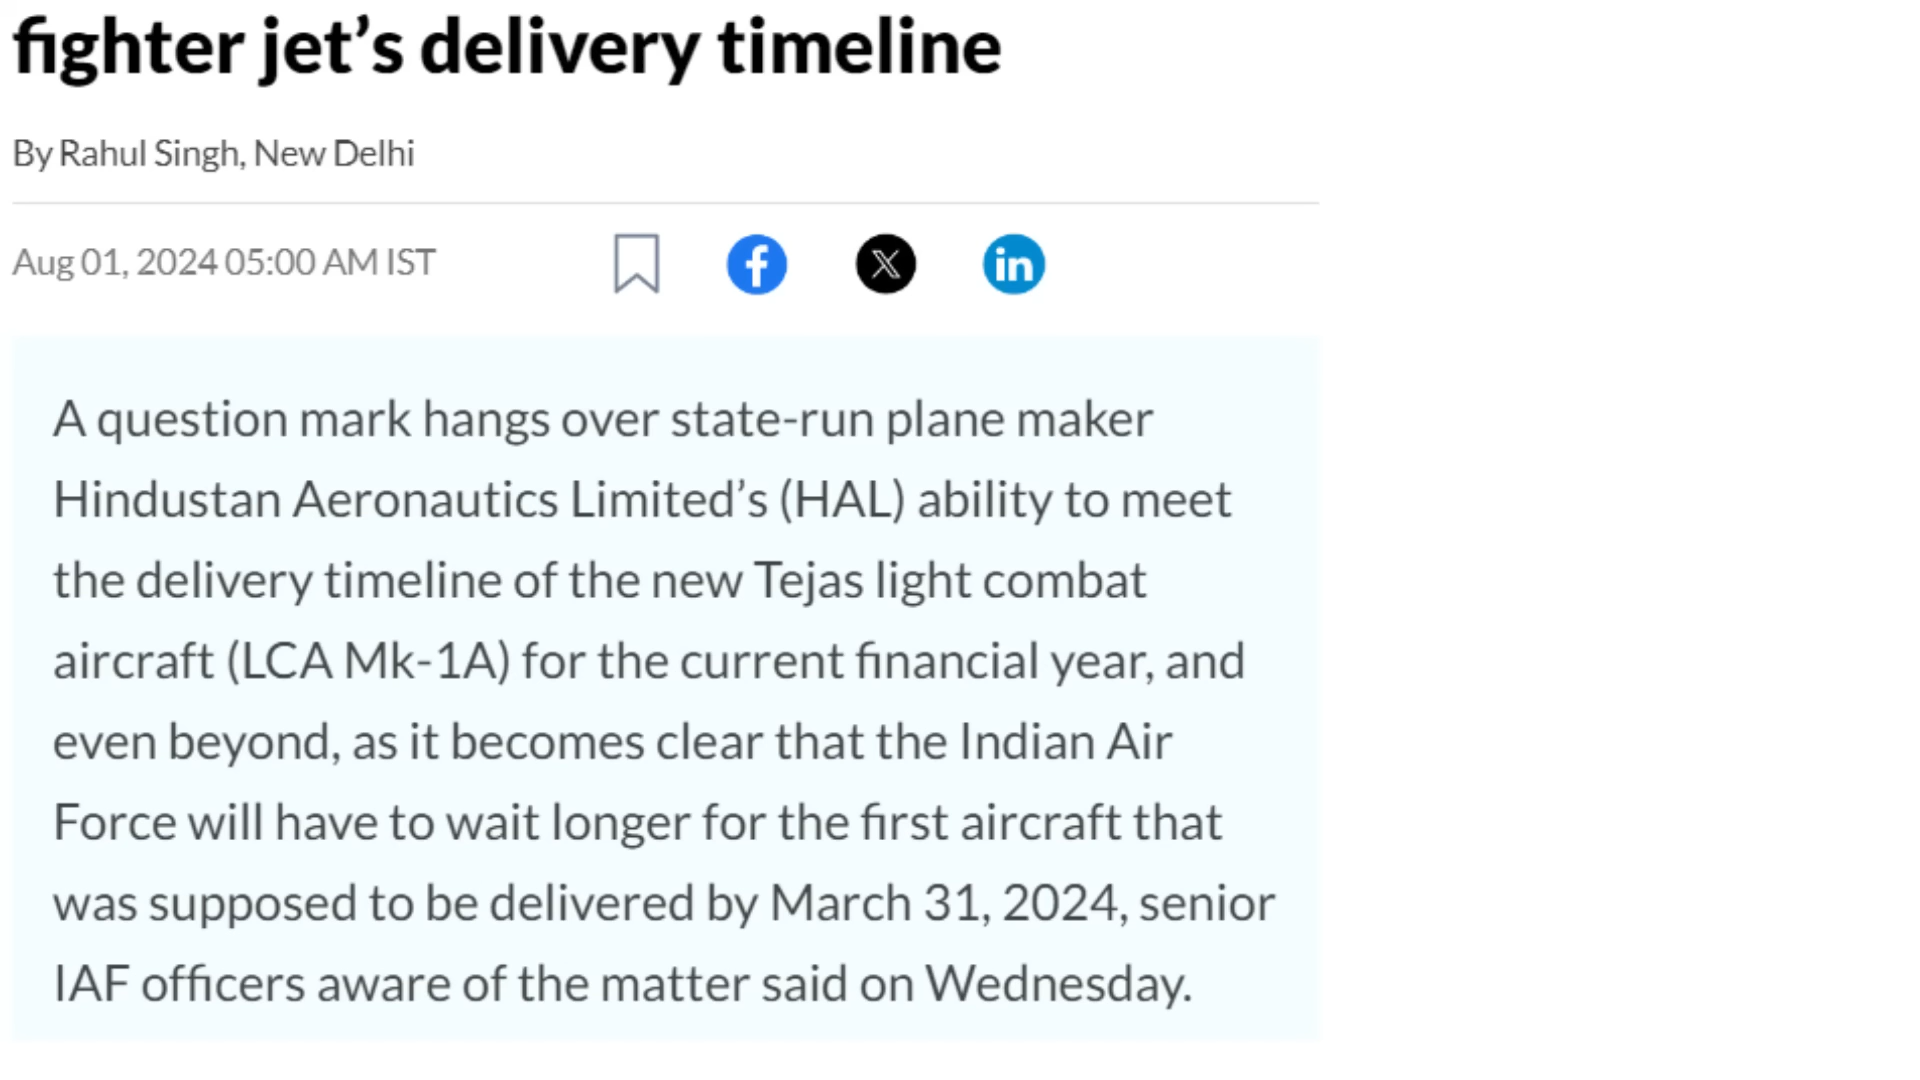 fighter jet’s delivery timeline
By Rahul Singh, New Delhi
Aug 01, 2024 05:00 AM IST
f
X
in
A question mark hangs over state-run plane maker
Hindustan Aeronautics Limited’s (HAL) ability to meet
the delivery timeline of the new Tejas light combat
aircraft (LCA Mk-1A) for the current financial year, and
even beyond, as it becomes clear that the Indian Air
Force will have to wait longer for the first aircraft that
was supposed to be delivered by March 31, 2024, senior
IAF officers aware of the matter said on Wednesday.